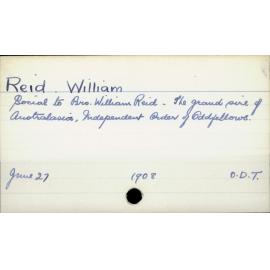 Reid. William
Social to Bro. William Reid - The grand sire of
Australasia, Independent Order of Oddfellows.
June 27 1908 O.D.T.